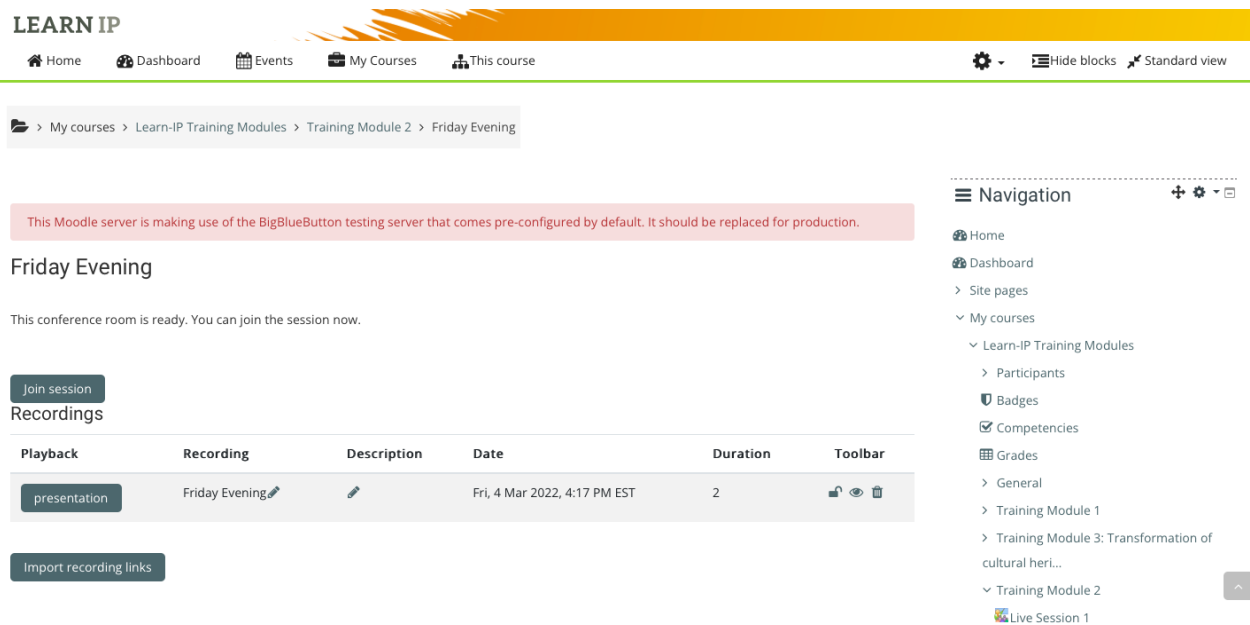 LEARN IP
Home Dashboard Events My Courses This course Hide blocks Standard view
> My courses > Learn-IP Training Modules > Training Module 2 > Friday Evening
This Moodle server is making use of the BigBlueButton testing server that comes pre-configured by default. It should be replaced for production.
Friday Evening
This conference room is ready. You can join the session now.
Join session
Recordings
Playback Recording Description Date Duration Toolbar
presentation Friday Evening Fri, 4 Mar 2022, 4:17 PM EST 2
Import recording links
Navigation
Home
Dashboard
Site pages
My courses
Learn-IP Training Modules
Participants
Badges
Competencies
Grades
General
Training Module 1
Training Module 3: Transformation of
cultural heri...
Training Module 2
Live Session 1